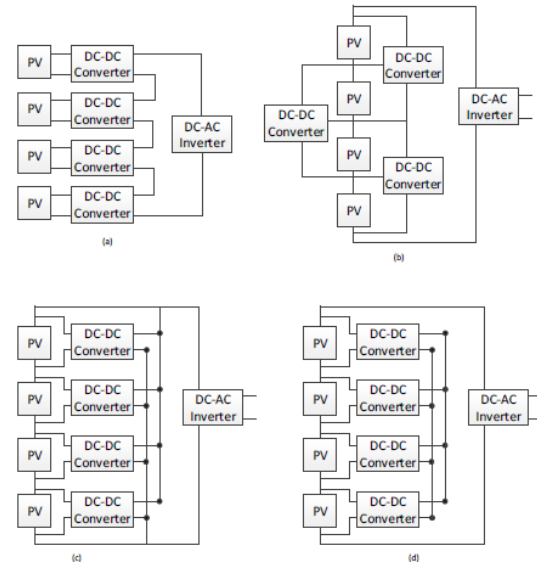 PV
DC-DC
Converter
PV
DC-DC
Converter
PV
DC-DC
Converter
PV
DC-DC
Converter
DC-AC
Inverter
(a)
PV
DC-DC
Converter
PV
DC-DC
Converter
PV
DC-DC
Converter
PV
DC-AC
Inverter
(b)
PV
DC-DC
Converter
PV
DC-DC
Converter
PV
DC-DC
Converter
PV
DC-DC
Converter
DC-AC
Inverter
(c)
PV
DC-DC
Converter
PV
DC-DC
Converter
PV
DC-DC
Converter
PV
DC-DC
Converter
DC-AC
Inverter
(d)